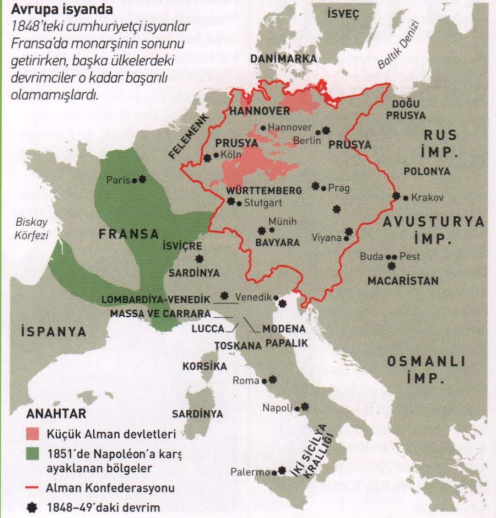 Avrupa isyanda
1848'teki cumhuriyetçi isyanlar
Fransa'da monarşinin sonunu
getirirken, başka ülkelerdeki
devrimciler o kadar başarılı
olamamışlardı.
İSVEÇ
Baltık Denizi
DANİMARKA
HANNOVER
DOĞU
PRUSYA
FELEMENK
Hannover
Berlin
PRUSYA
PRUSYA
RUS
İMP.
Köln
POLONYA
Paris
WÜRTTEMBERG
Prag
Stutgart
Krakov
Biskay
Körfezi
FRANSA
Münih
Viyana
AVUSTURYA
İMP.
İSVİÇRE
BAVYARA
Buda
Pest
SARDİNYA
MACARİSTAN
LOMBARDİYA-VENEDİK
Venedik
MASSA VE CARRARA
LUCCA
MODENA
İSPANYA
TOSKANA
PAPALIK
KORSİKA
OSMANLI
İMP.
Roma
SARDİNYA
Napoli
İKİ SİCİLYA
KRALLIĞI
Palermo
ANAHTAR
Küçük Alman devletleri
1851'de Napoléon'a karş
ayaklanan bölgeler
Alman Konfederasyonu
1848–49'daki devrim